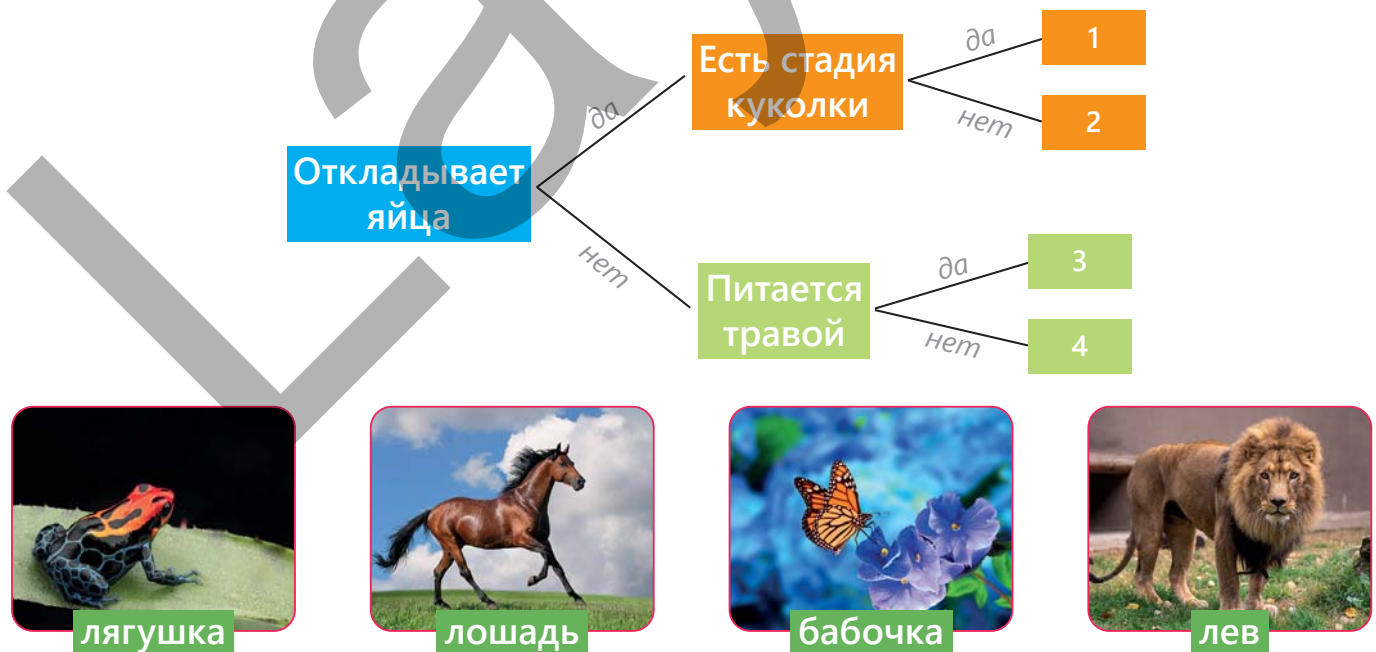 Откладывает
яйца
да
нет
Есть стадия
куколки
да
1
нет
2
Питается
травой
да
3
нет
4
лягушка
лошадь
бабочка
лев